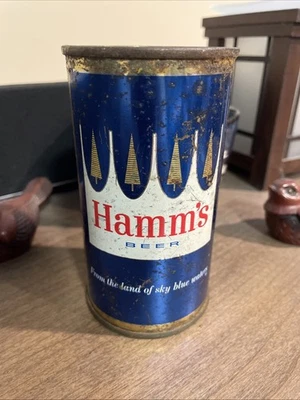 Hamm's
BEER
From the land of sky blue waters